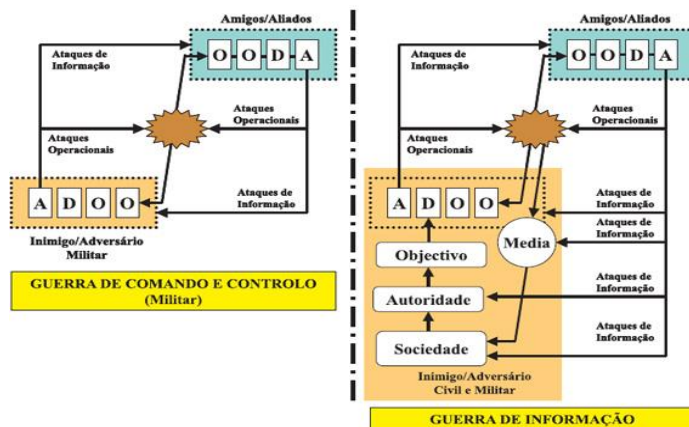 Amigos/Aliados
O O D A
Ataques de
Informação
Ataques
Operacionais
Ataques
Operacionais
Ataques de
Informação
A D O O
Inimigo/Adversário
Militar
GUERRA DE COMANDO E CONTROLO
(Militar)
Amigos/Aliados
O O D A
Ataques de
Informação
Ataques
Operacionais
Ataques
Operacionais
A D O O
Ataques de
Informação
Ataques de
Informação
Media
Objectivo
Ataques de
Informação
Autoridade
Ataques de
Informação
Sociedade
Inimigo/Adversário
Civil e Militar
GUERRA DE INFORMAÇÃO